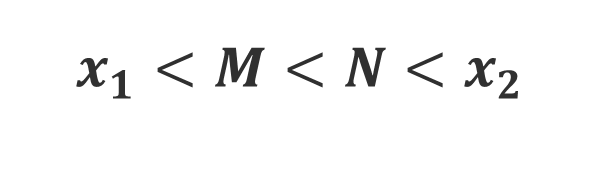 x₁ < M < N < x₂